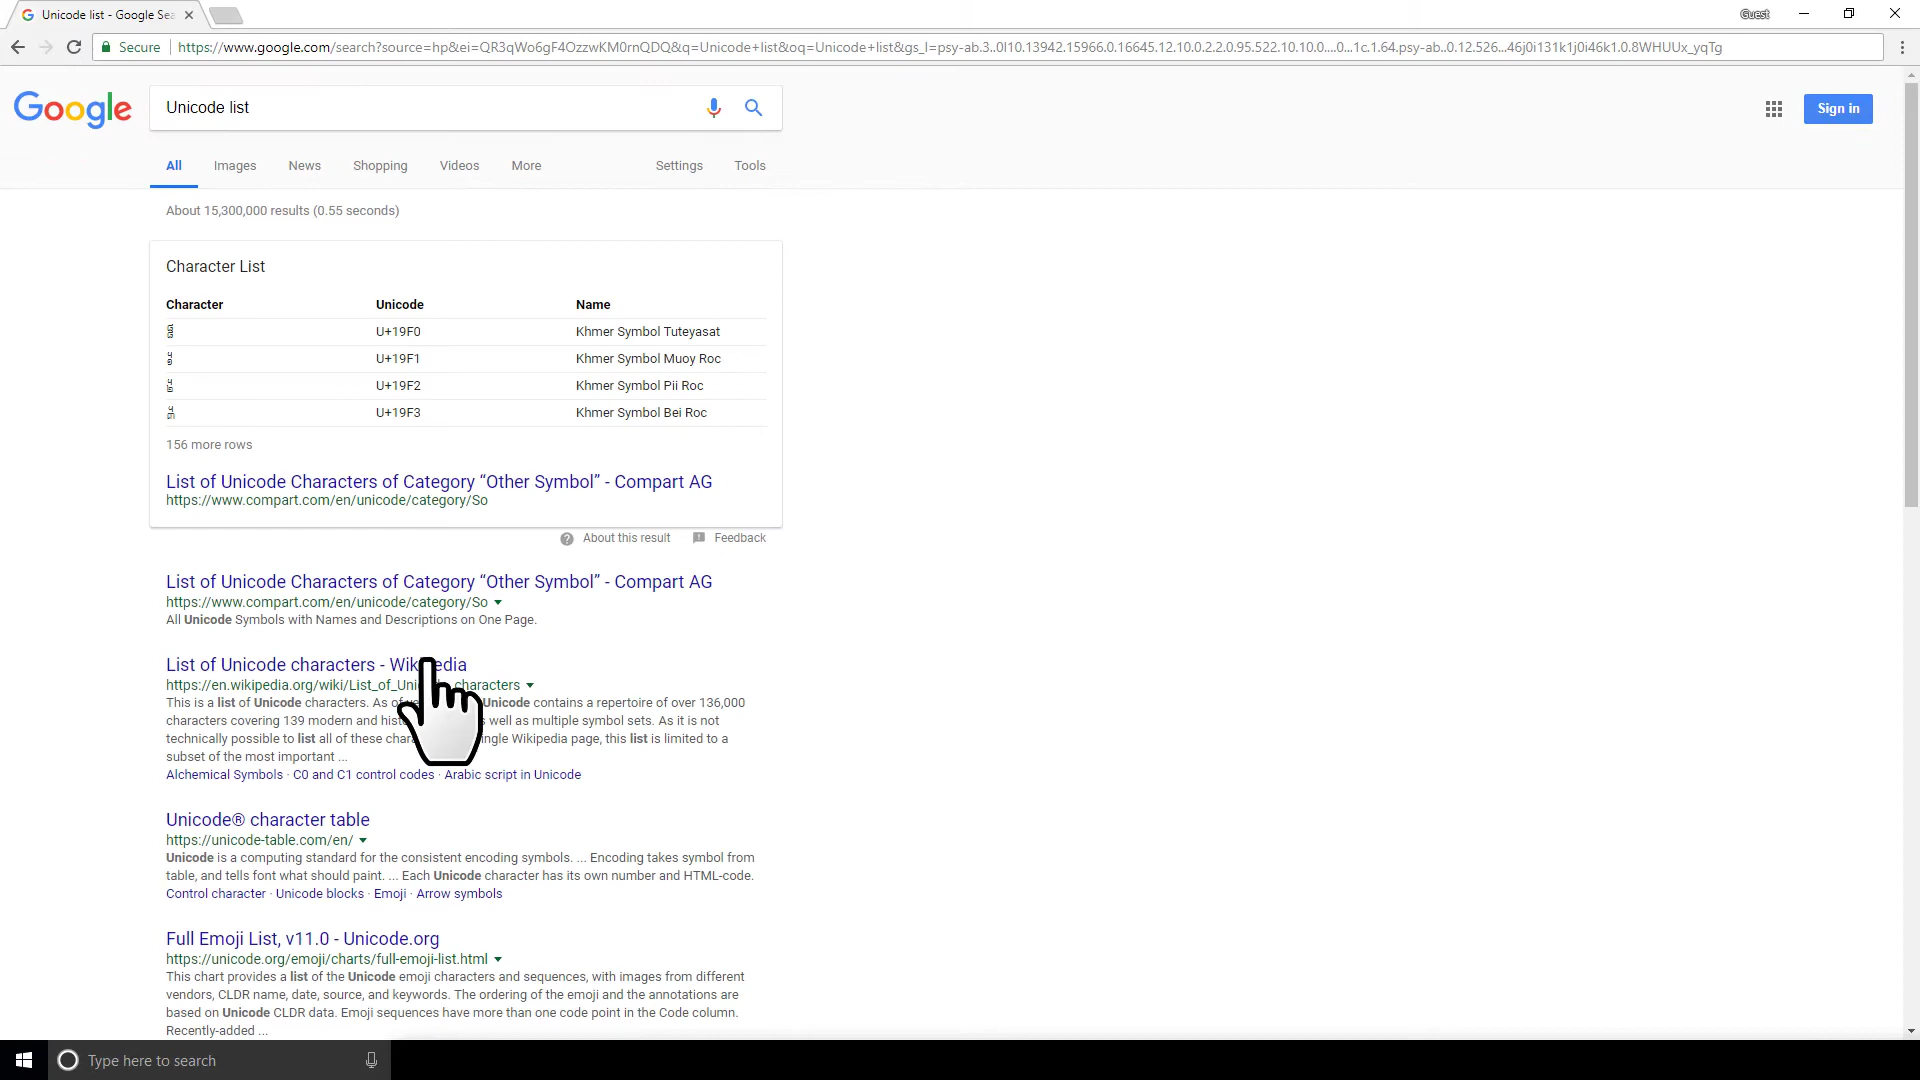 Unicode list - Google Sea
Guest
Secure
https://www.google.com/search?source=hp&ei=QR3qWo6gF4OzzwKM0rnQDQ&q=Unicode+list&oq=Unicode+list&gs_l=psy-ab.3..0l10.13942.15966.0.16645.12.10.0.2.2.0.95.522.10.10.0....0...1c.1.64.psy-ab..0.12.526...46j0i131k1j0i46k1.0.8WHUUx_yqTg
Google
Unicode list
Sign in
All Images News Shopping Videos More Settings Tools
About 15,300,000 results (0.55 seconds)
Character List
Character Unicode Name
᧰ U+19F0 Khmer Symbol Tuteyasat
᧱ U+19F1 Khmer Symbol Muoy Roc
᧲ U+19F2 Khmer Symbol Pii Roc
᧳ U+19F3 Khmer Symbol Bei Roc
156 more rows
List of Unicode Characters of Category “Other Symbol” - Compart AG
https://www.compart.com/en/unicode/category/So
About this result Feedback
List of Unicode Characters of Category “Other Symbol” - Compart AG
https://www.compart.com/en/unicode/category/So
All Unicode Symbols with Names and Descriptions on One Page.
List of Unicode characters - Wikipedia
https://en.wikipedia.org/wiki/List_of_Unicode_characters
This is a list of Unicode characters. As of Unicode contains a repertoire of over 136,000
characters covering 139 modern and well as multiple symbol sets. As it is not
technically possible to list all of these Wikipedia page, this list is limited to a
subset of the most important ...
Alchemical Symbols · C0 and C1 control codes · Arabic script in Unicode
Unicode® character table
https://unicode-table.com/en/
Unicode is a computing standard for the consistent encoding symbols. ... Encoding takes symbol from
table, and tells font what should paint. ... Each Unicode character has its own number and HTML-code.
Control character · Unicode blocks · Emoji · Arrow symbols
Full Emoji List, v11.0 - Unicode.org
https://unicode.org/emoji/charts/full-emoji-list.html
This chart provides a list of the Unicode emoji characters and sequences, with images from different
vendors, CLDR name, date, source, and keywords. The ordering of the emoji and the annotations are
based on Unicode CLDR data. Emoji sequences have more than one code point in the Code column.
Recently-added ...
Type here to search